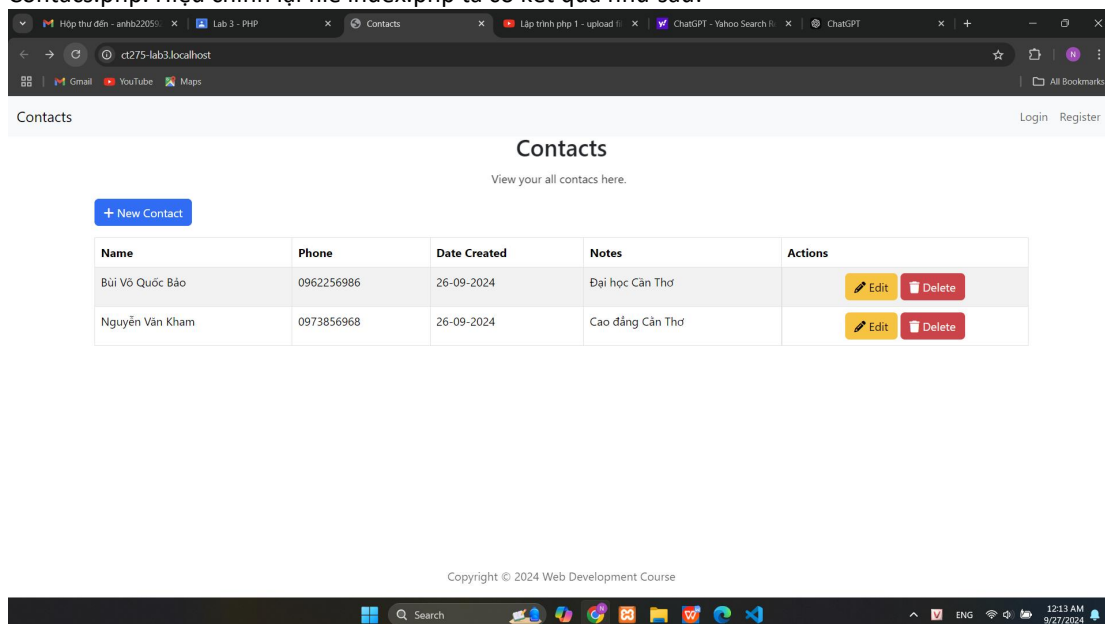 Contacs.php. Hiệu chỉnh lại file index.php ta có kết quả như sau:
Hộp thư đến - anhb22059 Lab 3 - PHP Contacts Lập trình php 1 - upload fi ChatGPT - Yahoo Search R ChatGPT
ct275-lab3.localhost N
Gmail YouTube Maps All Bookmarks
Contacts Login Register
Contacts
View your all contacs here.
+ New Contact
Name Phone Date Created Notes Actions
Bùi Võ Quốc Bảo 0962256986 26-09-2024 Đại học Cần Thơ Edit Delete
Nguyễn Văn Kham 0973856968 26-09-2024 Cao đẳng Cần Thơ Edit Delete
Copyright © 2024 Web Development Course
Search V ENG 12:13 AM
9/27/2024